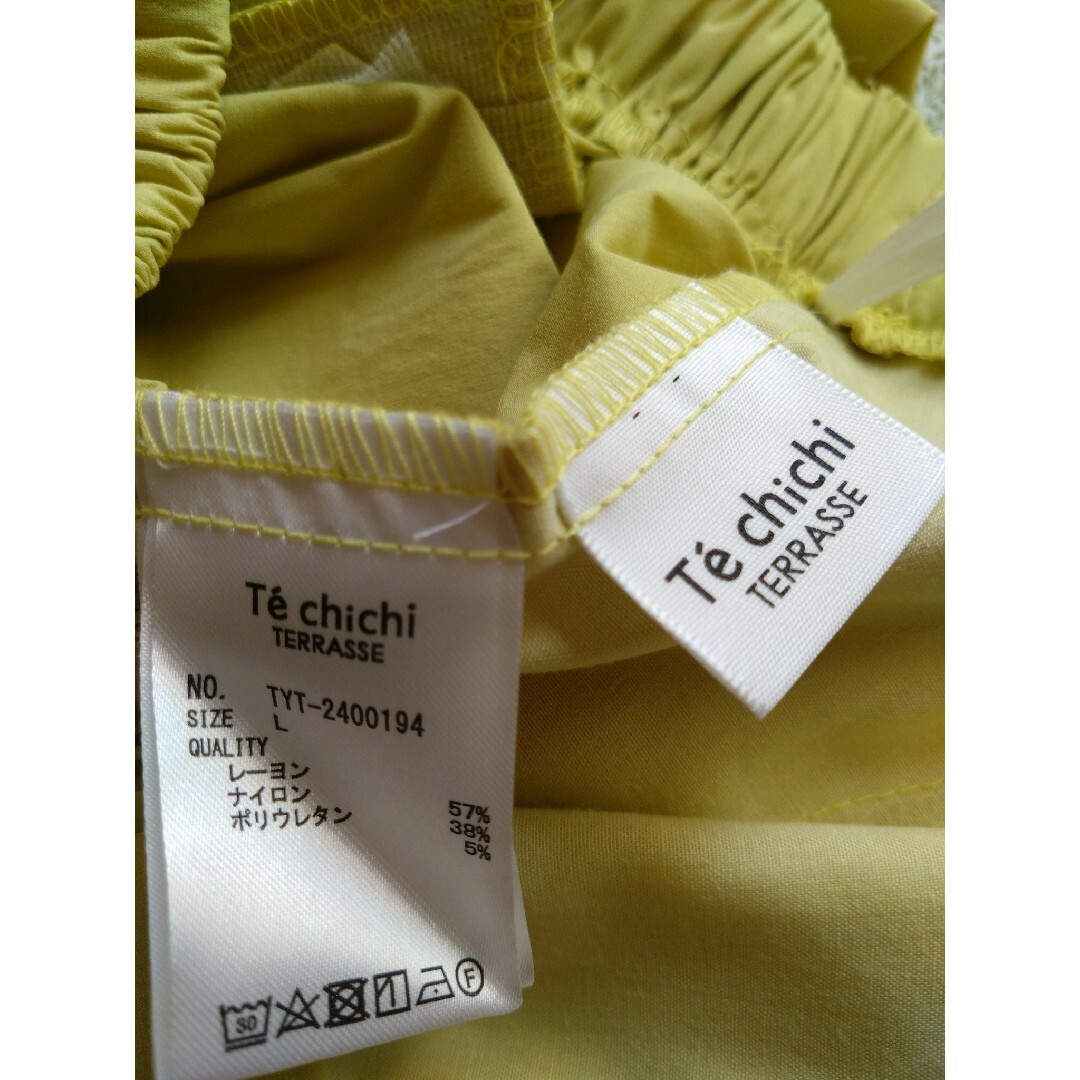 Té chichi
TERRASSE
NO. TYT-2400194
SIZE L
QUALITY
レーヨン 57%
ナイロン 38%
ポリウレタン 5%
30
F
Té chichi
TERRASSE